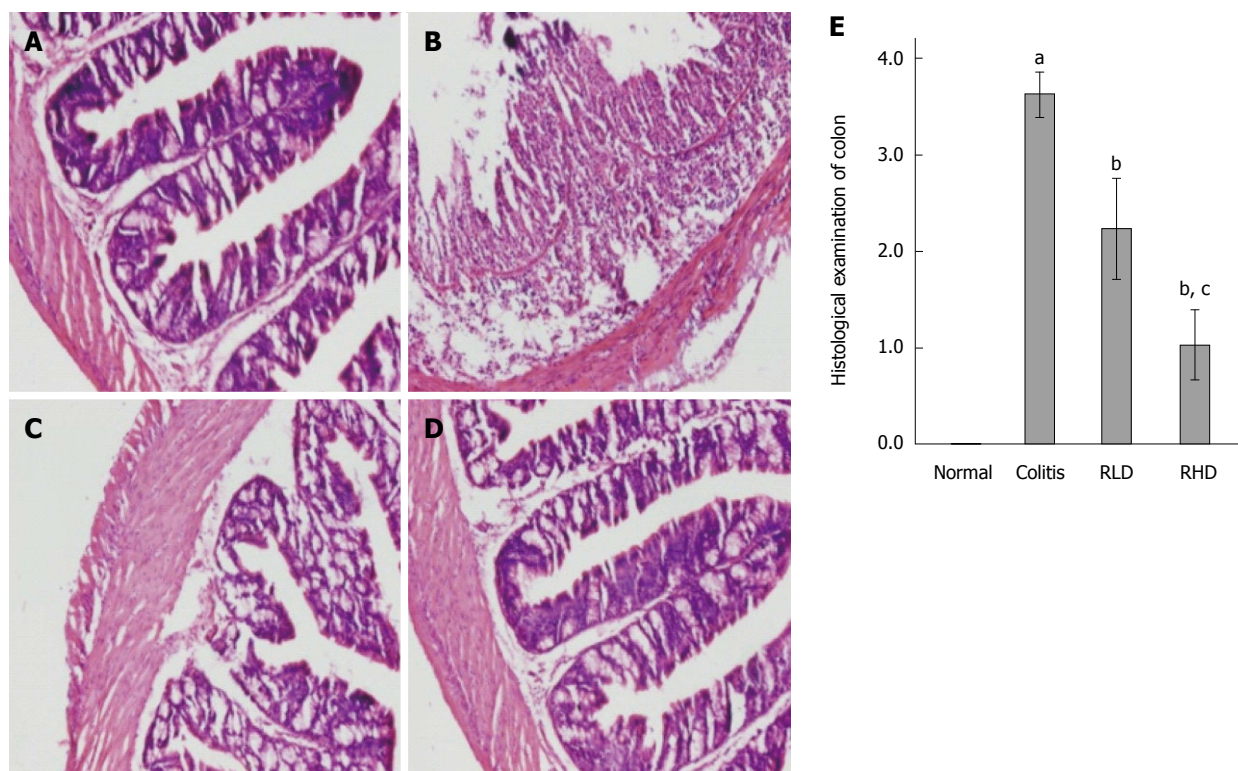 A
B
C
D
E
Histological examination of colon
4.0
3.0
2.0
1.0
0.0
a
b
b, c
Normal Colitis RLD RHD